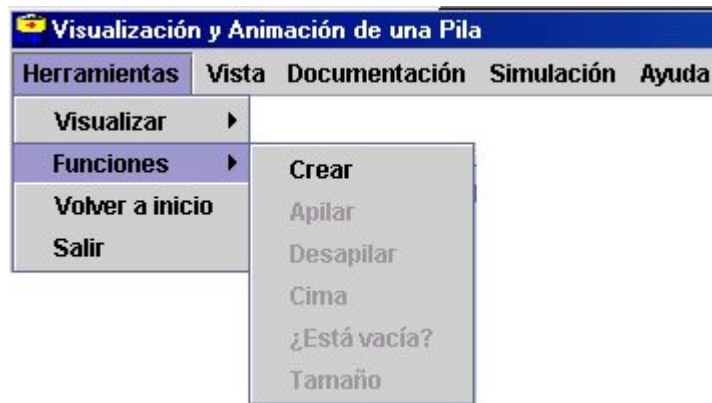 Visualización y Animación de una Pila
Herramientas Vista Documentación Simulación Ayuda
Visualizar
Funciones
Volver a inicio
Salir
Crear
Apilar
Desapilar
Cima
¿Está vacía?
Tamaño